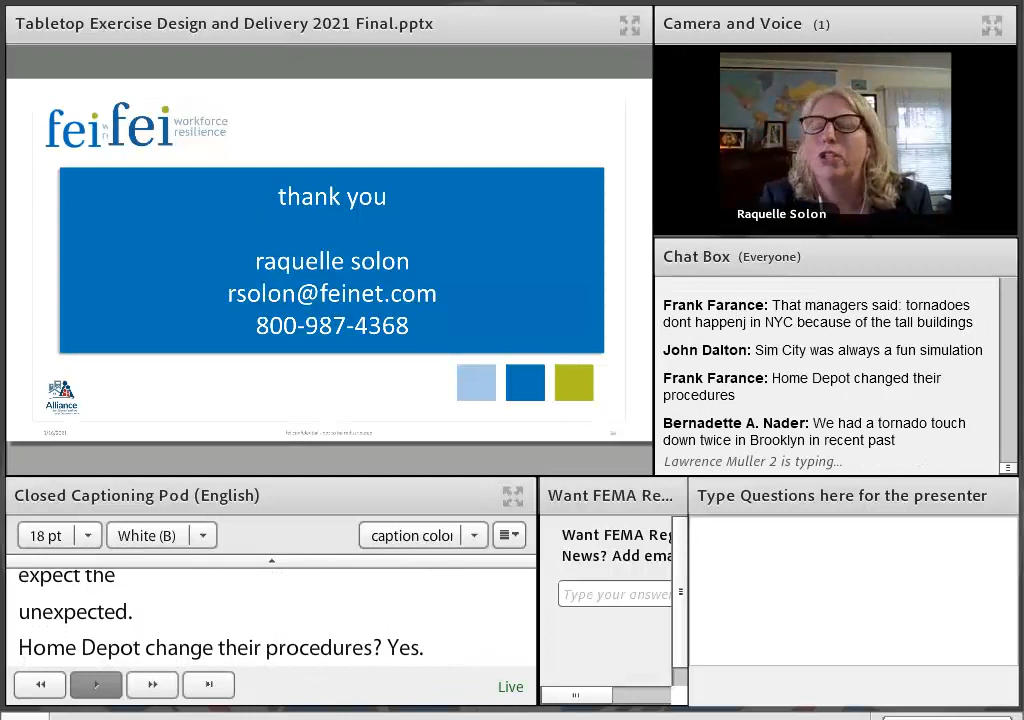 Tabletop Exercise Design and Delivery 2021 Final.pptx
fei fei workforce
resilience
thank you
raquelle solon
rsolon@feinet.com
800-987-4368
Alliance
Camera and Voice (1)
Raquelle Solon
Chat Box (Everyone)
Frank Farance: That managers said: tornadoes
dont happenj in NYC because of the tall buildings
John Dalton: Sim City was always a fun simulation
Frank Farance: Home Depot changed their
procedures
Bernadette A. Nader: We had a tornado touch
down twice in Brooklyn in recent past
Lawrence Muller 2 is typing...
Closed Captioning Pod (English)
18 pt
White (B)
caption color
expect the
unexpected.
Home Depot change their procedures? Yes.
Live
Want FEMA Re...
Want FEMA Reg
News? Add ema
Type your answer
Type Questions here for the presenter